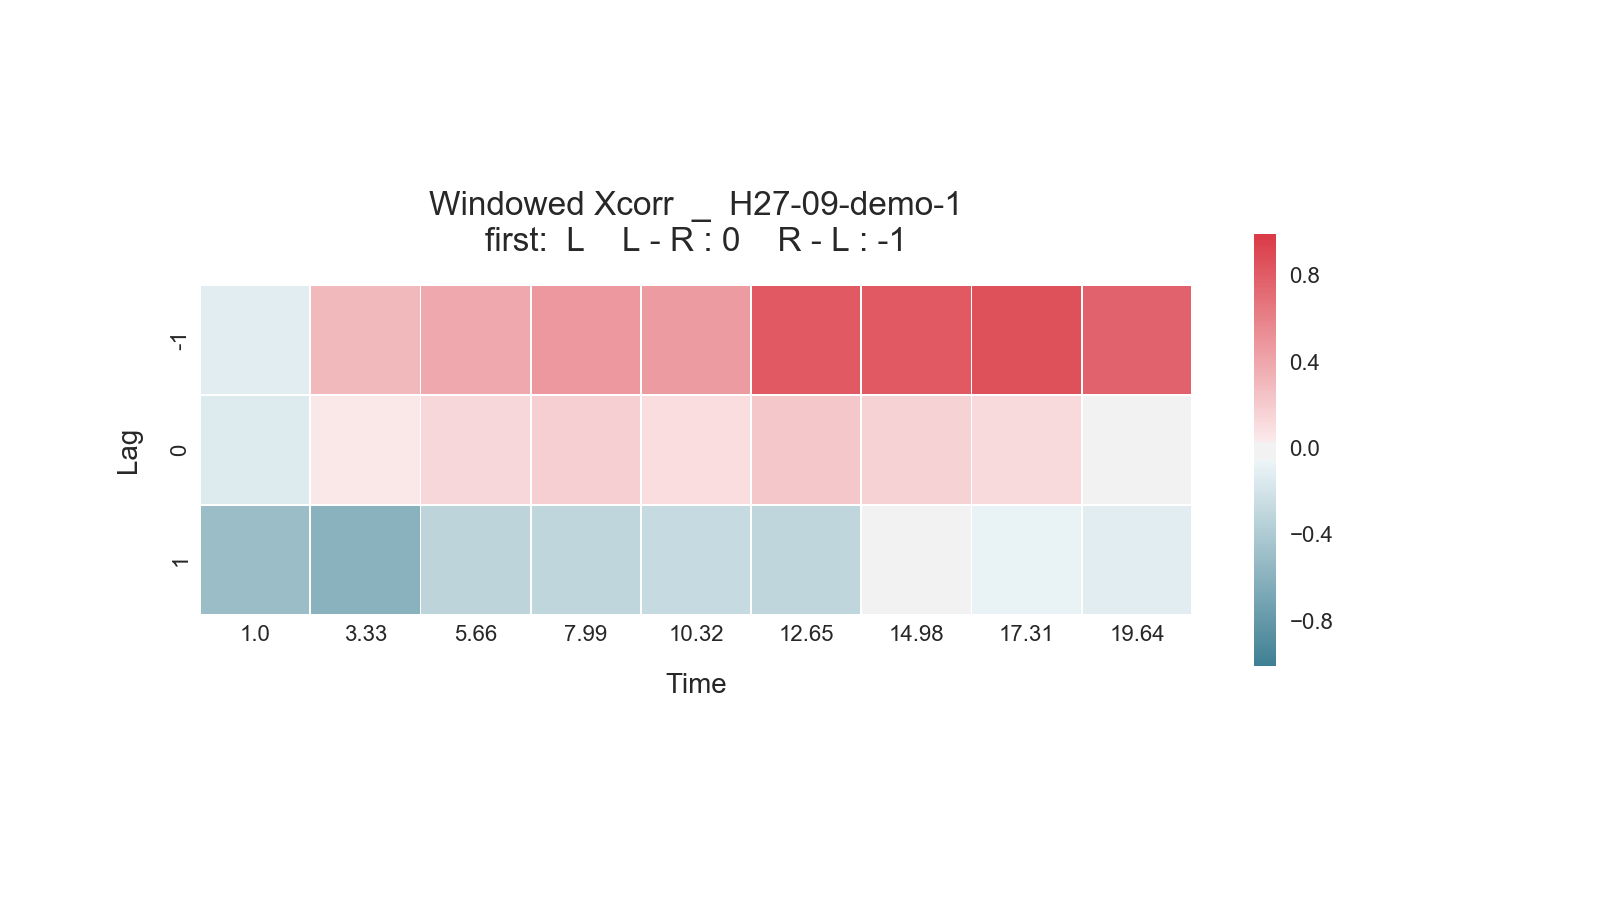 Windowed Xcorr _ H27-09-demo-1
first: L L - R : 0 R - L : -1
Lag
-1
0
1
1.0 3.33 5.66 7.99 10.32 12.65 14.98 17.31 19.64
Time
0.8
0.4
0.0
−0.4
−0.8